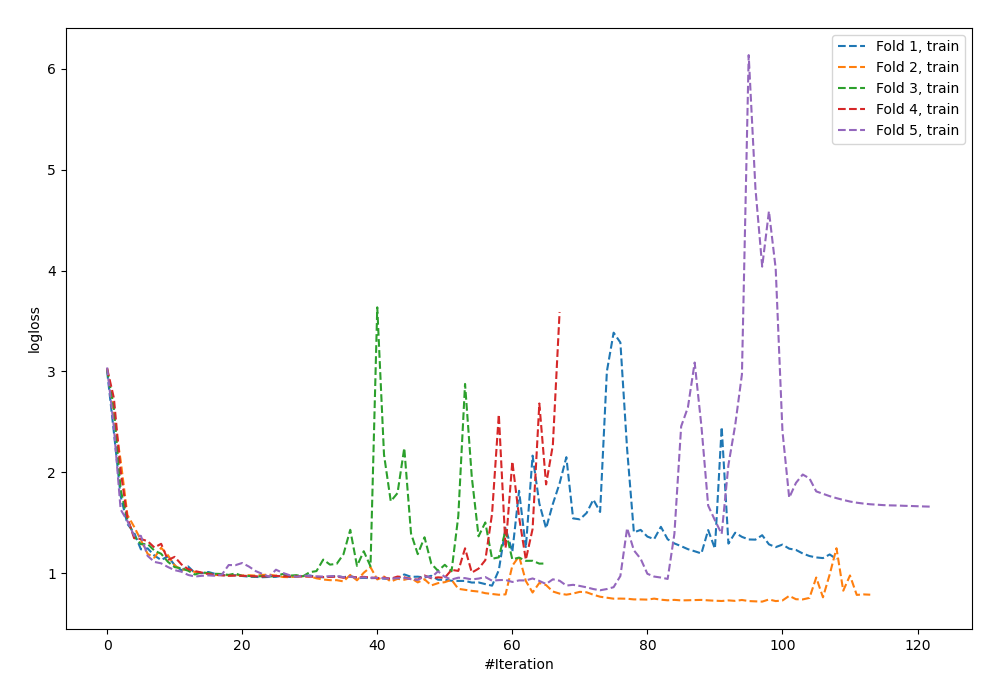 Fold 1, train
Fold 2, train
Fold 3, train
Fold 4, train
Fold 5, train
logloss
6
5
4
3
2
1
0
20
40
60
80
100
120
#Iteration